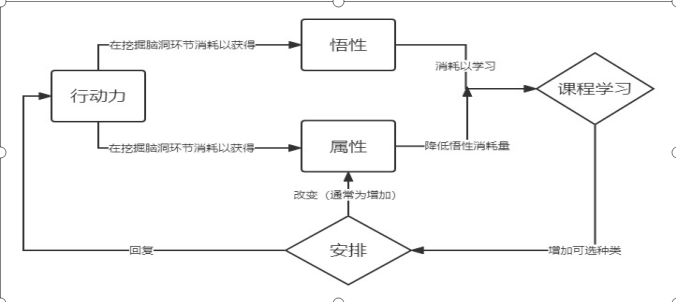 在挖掘脑洞环节消耗以获得
悟性
消耗以学习
行动力
课程学习
在挖掘脑洞环节消耗以获得
属性
降低悟性消耗量
改变（通常为增加）
回复
安排
增加可选种类